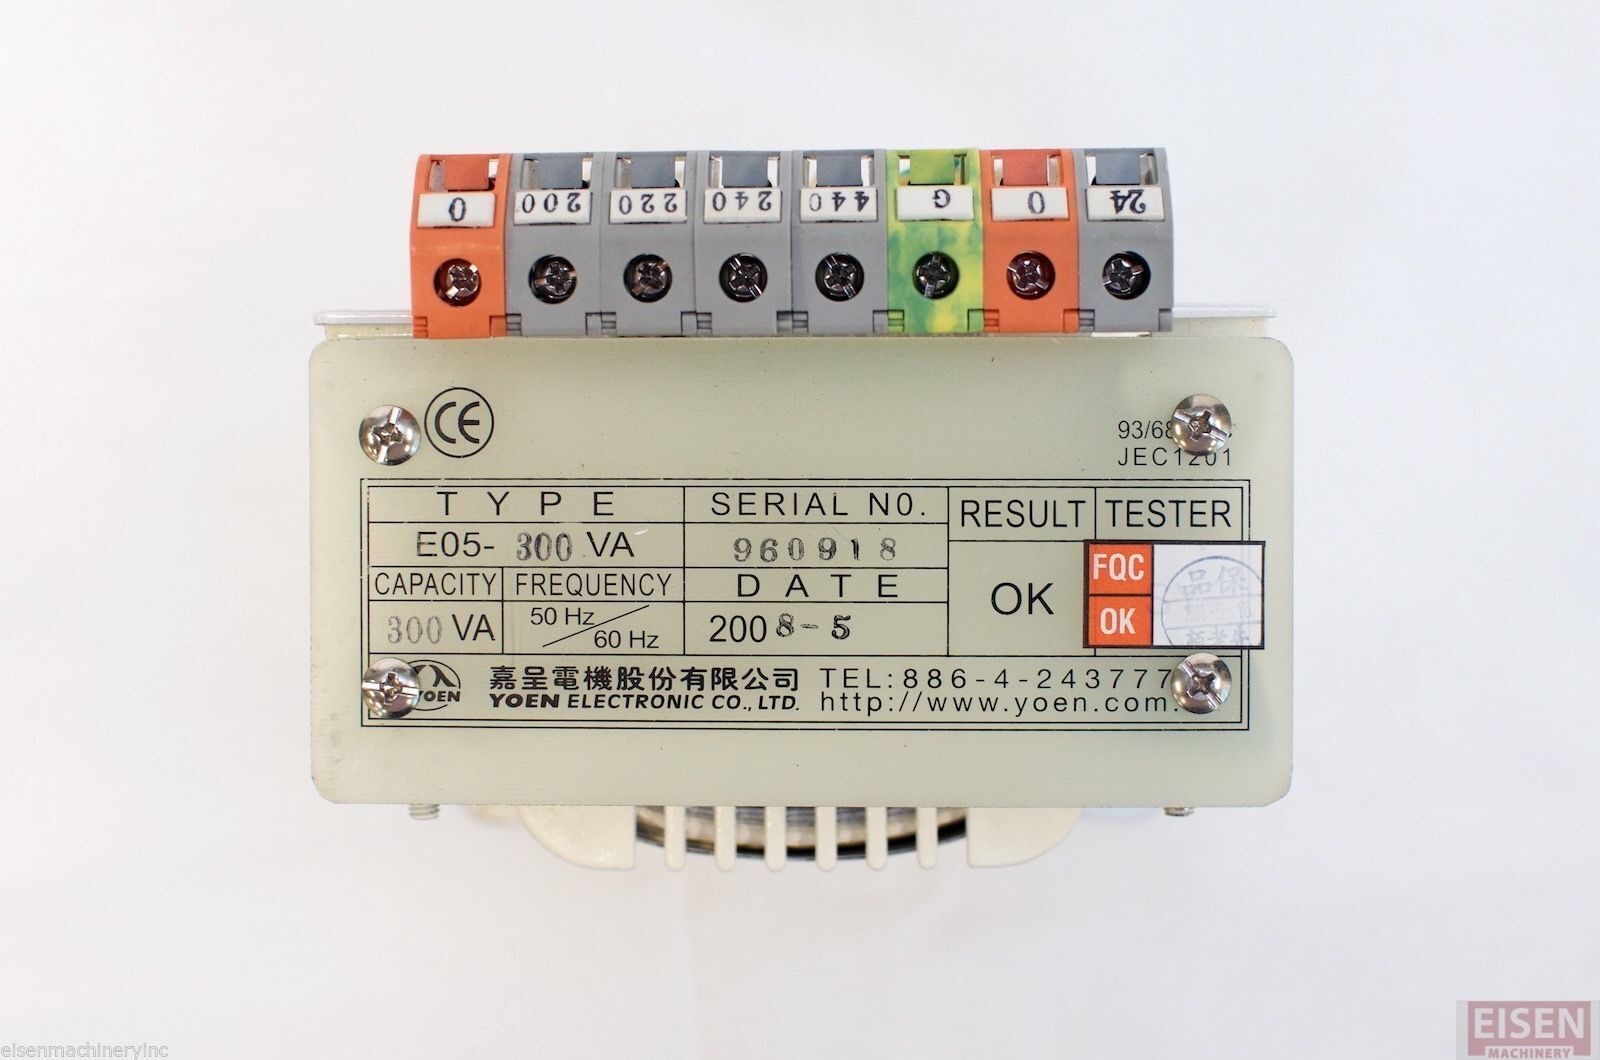 0 200 220 240 440 G 0 24
CE
JEC1201
TYPE
SERIAL NO.
RESULT
TESTER
E05-300 VA
960918
CAPACITY
FREQUENCY
DATE
OK
FQC
OK
品保
300 VA
50 Hz/60 Hz
2008-5
YOEN
嘉呈電機股份有限公司
TEL:886-4-243777
YOEN ELECTRONIC CO., LTD.
http://www.yoen.com.
EISEN
MACHINERY
eisenmachineryinc